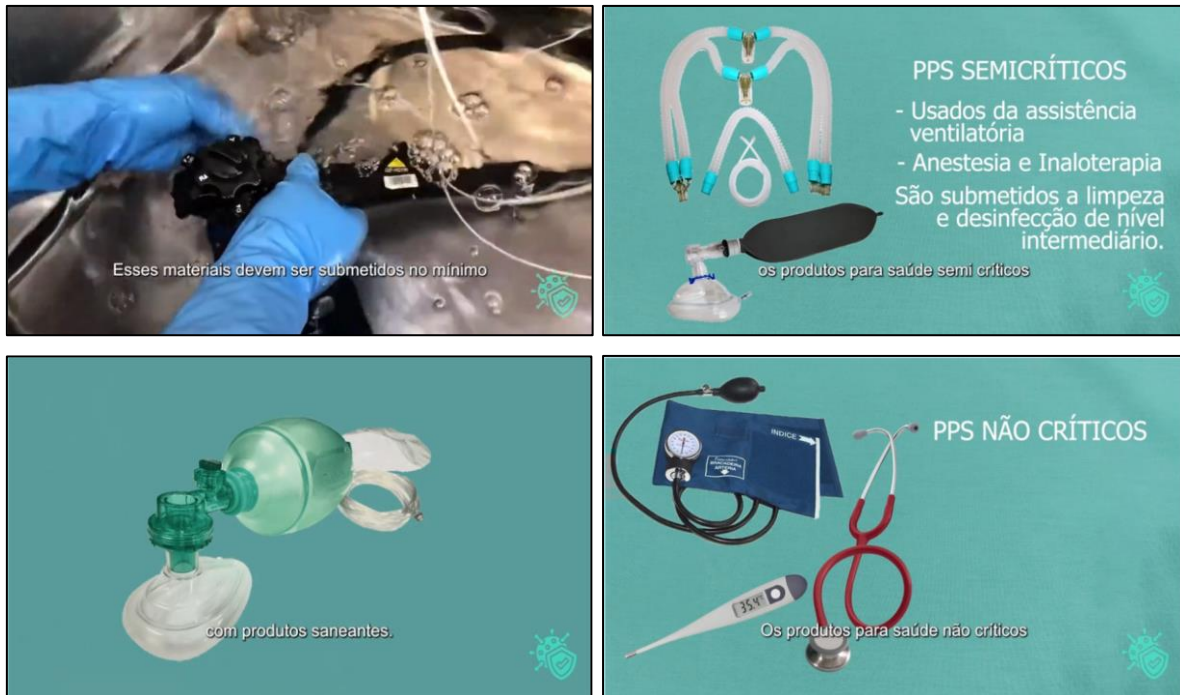 Esses materiais devem ser submetidos no mínimo
PPS SEMICRÍTICOS
- Usados da assistência
ventilatória
- Anestesia e Inaloterapia
São submetidos a limpeza
e desinfecção de nível
intermediário.
os produtos para saúde semi críticos
com produtos saneantes.
PPS NÃO CRÍTICOS
INDICE
35.4
Os produtos para saúde não críticos